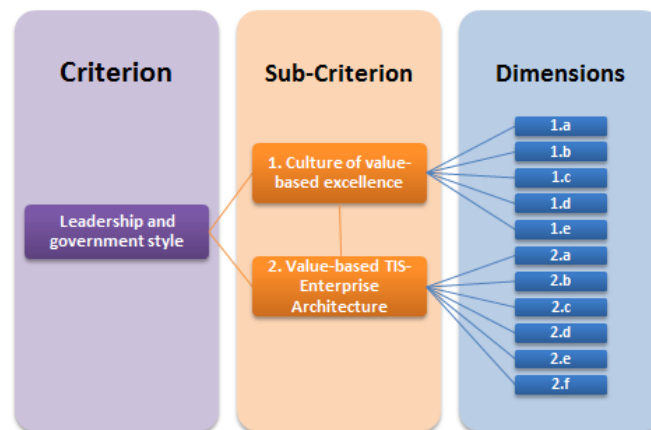 Criterion
Sub-Criterion
Dimensions
Leadership and
government style
1. Culture of value-
based excellence
2. Value-based TIS-
Enterprise
Architecture
1.a
1.b
1.c
1.d
1.e
2.a
2.b
2.c
2.d
2.e
2.f